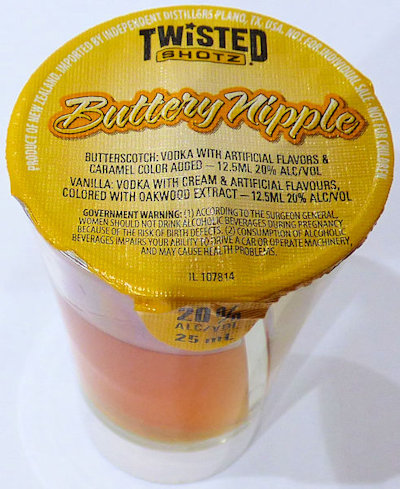 PRODUCT OF NEW ZEALAND. IMPORTED BY INDEPENDENT DISTILLERS PLANO, TX, USA. NOT FOR INDIVIDUAL SALE. NOT FOR
TWiSTED
SHOTZ
Buttery Nipple
BUTTERSCOTCH: VODKA WITH ARTIFICIAL FLAVORS &
CARAMEL COLOR ADDED – 12.5ML 20% ALC/VOL
VANILLA: VODKA WITH CREAM & ARTIFICIAL FLAVOURS,
COLORED WITH OAKWOOD EXTRACT – 12.5ML 20% ALC/VOL
GOVERNMENT WARNING: (1) ACCORDING TO THE SURGEON GENERAL,
WOMEN SHOULD NOT DRINK ALCOHOLIC BEVERAGES DURING PREGNANCY
BECAUSE OF THE RISK OF BIRTH DEFECTS. (2) CONSUMPTION OF ALCOHOLIC
BEVERAGES IMPAIRS YOUR ABILITY TO DRIVE A CAR OR OPERATE MACHINERY,
AND MAY CAUSE HEALTH PROBLEMS.
IL 107814
20%
ALC/VOL
25 mL